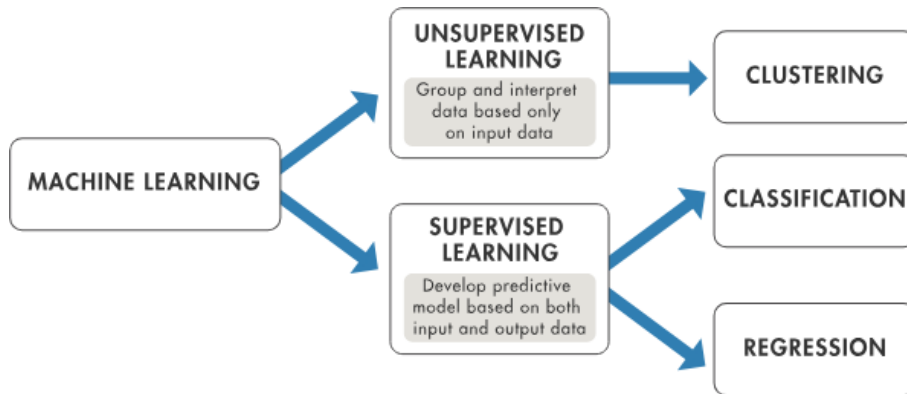 MACHINE LEARNING
UNSUPERVISED
LEARNING
Group and interpret
data based only
on input data
SUPERVISED
LEARNING
Develop predictive
model based on both
input and output data
CLUSTERING
CLASSIFICATION
REGRESSION